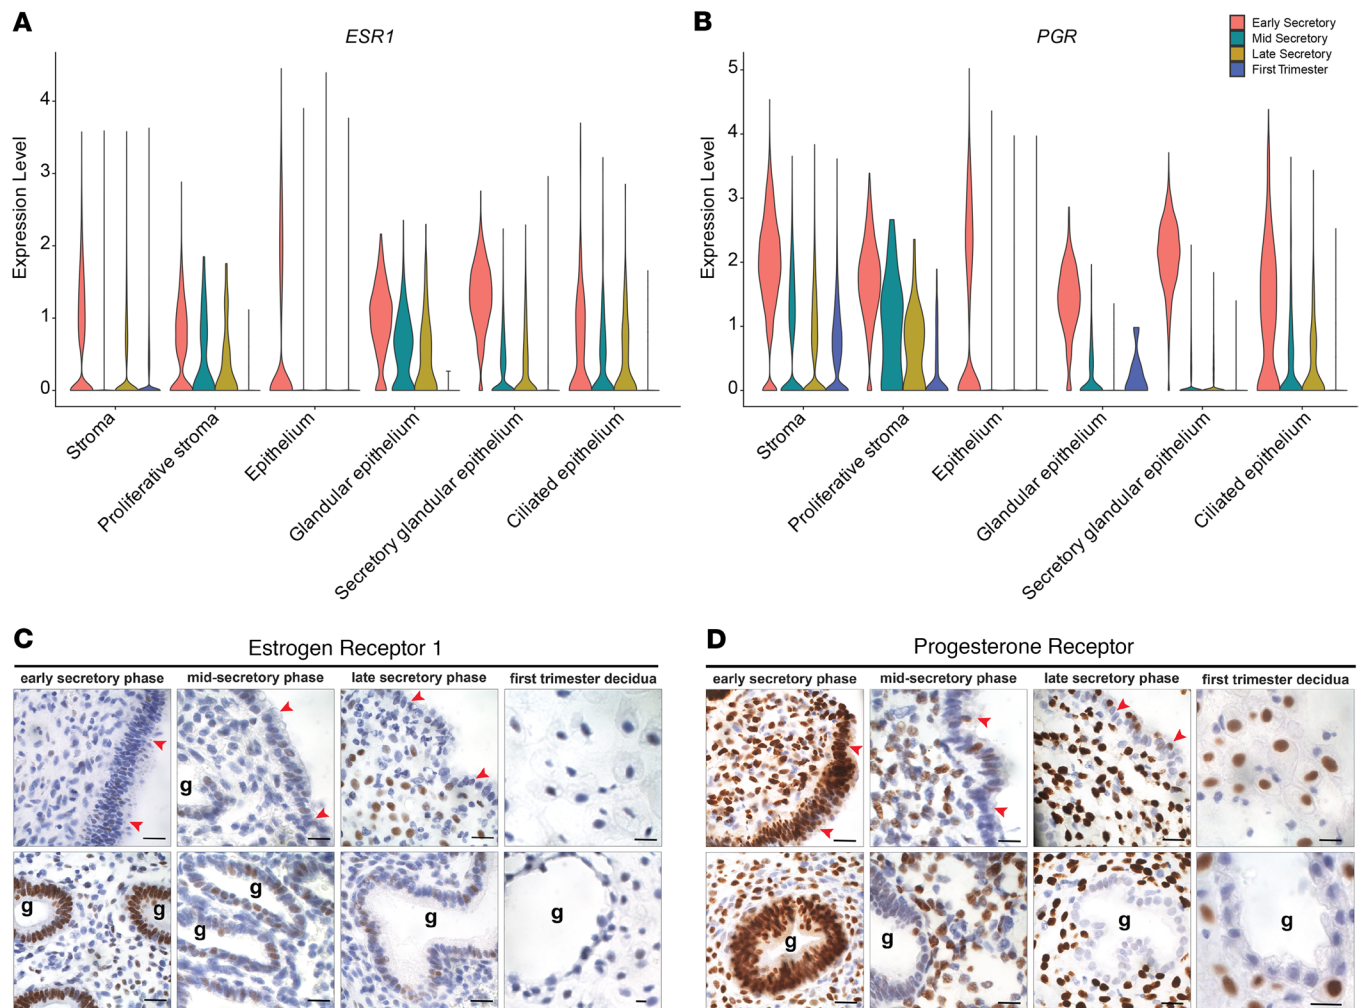 A
ESR1
Expression Level
4
3
2
1
0
Stroma
Proliferative stroma
Epithelium
Glandular epithelium
Secretory glandular epithelium
Ciliated epithelium
B
PGR
Early Secretory
Mid Secretory
Late Secretory
First Trimester
Expression Level
5
4
3
2
1
0
Stroma
Proliferative stroma
Epithelium
Glandular epithelium
Secretory glandular epithelium
Ciliated epithelium
C
Estrogen Receptor 1
early secretory phase
mid-secretory phase
late secretory phase
first trimester decidua
g
g
g
g
g
g
g
D
Progesterone Receptor
early secretory phase
mid-secretory phase
late secretory phase
first trimester decidua
g
g
g
g